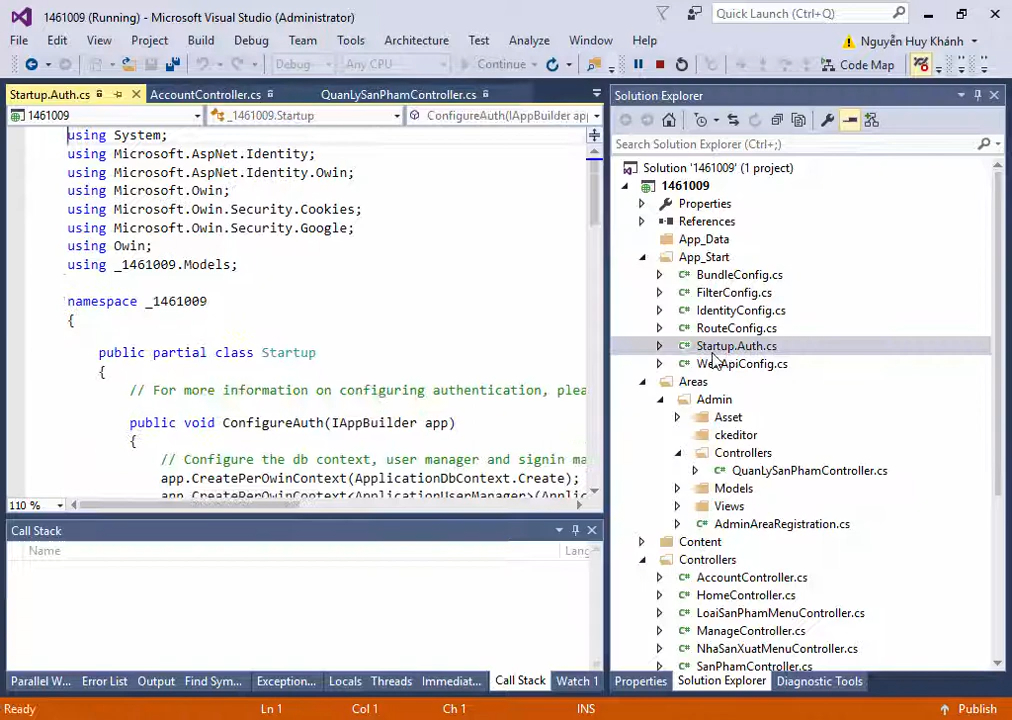 1461009 (Running) - Microsoft Visual Studio (Administrator)
Quick Launch (Ctrl+Q)
File Edit View Project Build Debug Team Tools Architecture Test Analyze Window Help
Nguyễn Huy Khánh
Debug Any CPU Continue Code Map
Startup.Auth.cs AccountController.cs QuanLySanPhamController.cs
1461009 _1461009.Startup ConfigureAuth(IAppBuilder app)
using System;
using Microsoft.AspNet.Identity;
using Microsoft.AspNet.Identity.Owin;
using Microsoft.Owin;
using Microsoft.Owin.Security.Cookies;
using Microsoft.Owin.Security.Google;
using Owin;
using _1461009.Models;
namespace _1461009
{
public partial class Startup
{
// For more information on configuring authentication, plea
public void ConfigureAuth(IAppBuilder app)
{
// Configure the db context, user manager and signin ma
app.CreatePerOwinContext(ApplicationDbContext.Create);
app.CreatePerOwinContext<ApplicationUserManager>(Applica
110 %
Call Stack
Name Lang
Parallel W... Error List Output Find Sym... Exception... Locals Threads Immediat... Call Stack Watch 1
Solution Explorer
Search Solution Explorer (Ctrl+;)
Solution '1461009' (1 project)
1461009
Properties
References
App_Data
App_Start
C# BundleConfig.cs
C# FilterConfig.cs
C# IdentityConfig.cs
C# RouteConfig.cs
C# Startup.Auth.cs
C# WebApiConfig.cs
Areas
Admin
Asset
ckeditor
Controllers
C# QuanLySanPhamController.cs
Models
Views
C# AdminAreaRegistration.cs
Content
Controllers
C# AccountController.cs
C# HomeController.cs
C# LoaiSanPhamMenuController.cs
C# ManageController.cs
C# NhaSanXuatMenuController.cs
C# SanPhamController.cs
Properties Solution Explorer Diagnostic Tools
Ready Ln 1 Col 1 Ch 1 INS Publish